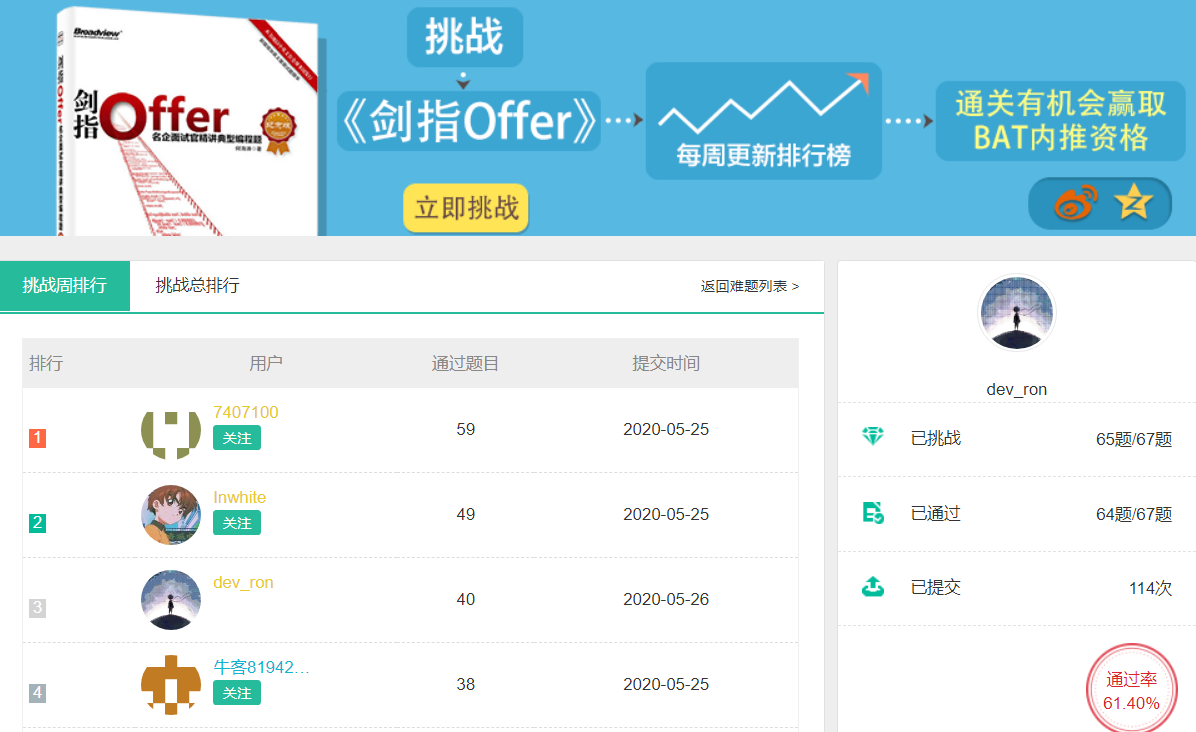 Broadview
剑指Offer
名企面试官精讲典型编程题
纪念版
挑战
《剑指Offer》
立即挑战
每周更新排行榜
通关有机会赢取
BAT内推资格
挑战周排行
挑战总排行
返回难题列表 >
排行 用户 通过题目 提交时间
1 7407100 关注 59 2020-05-25
2 Inwhite 关注 49 2020-05-25
3 dev_ron 40 2020-05-26
4 牛客81942... 关注 38 2020-05-25
dev_ron
已挑战 65题/67题
已通过 64题/67题
已提交 114次
通过率
61.40%